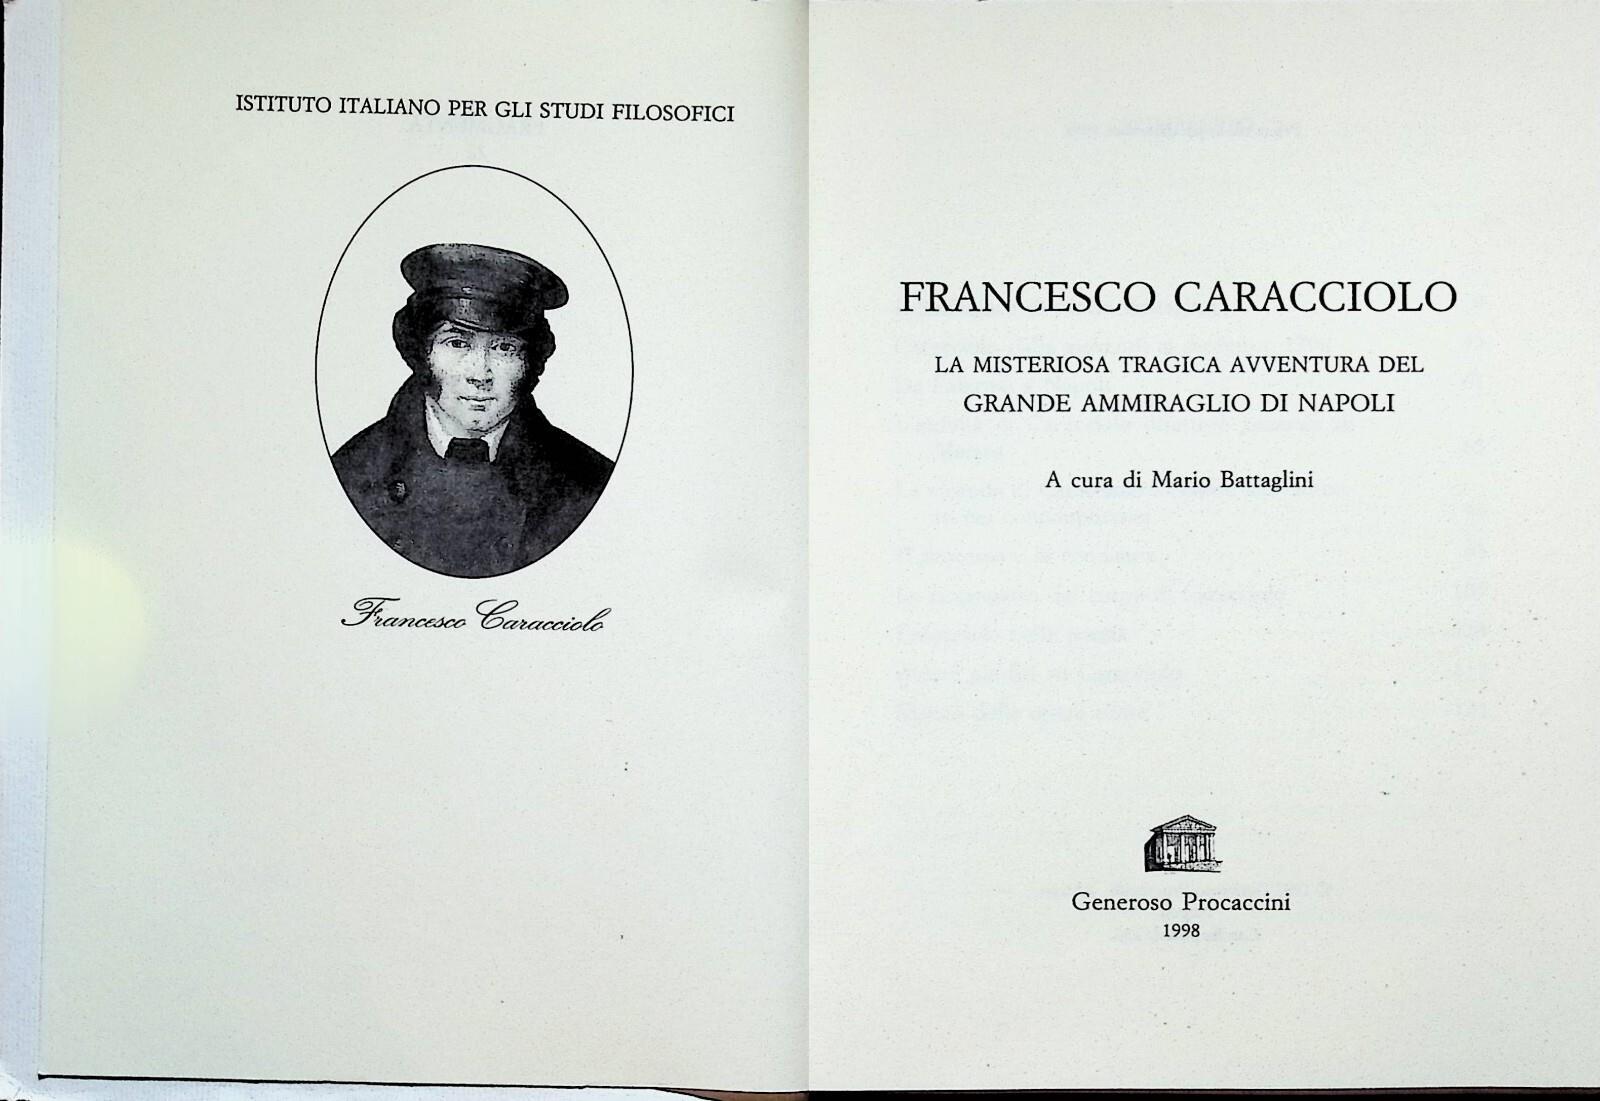 ISTITUTO ITALIANO PER GLI STUDI FILOSOFICI
Francesco Caracciolo
FRANCESCO CARACCIOLO
LA MISTERIOSA TRAGICA AVVENTURA DEL
GRANDE AMMIRAGLIO DI NAPOLI
A cura di Mario Battaglini
Generoso Procaccini
1998